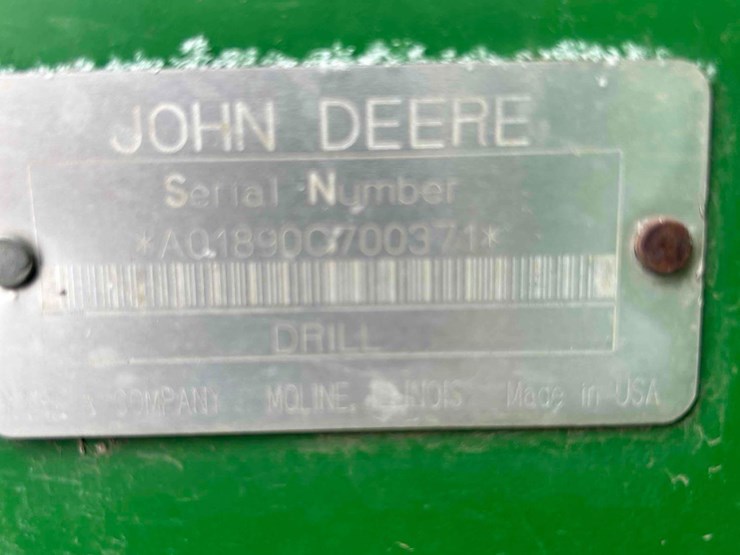 JOHN DEERE
Serial Number
*A01890C700371*
DRILL
COMPANY MOLINE, ILLINOIS Made in USA